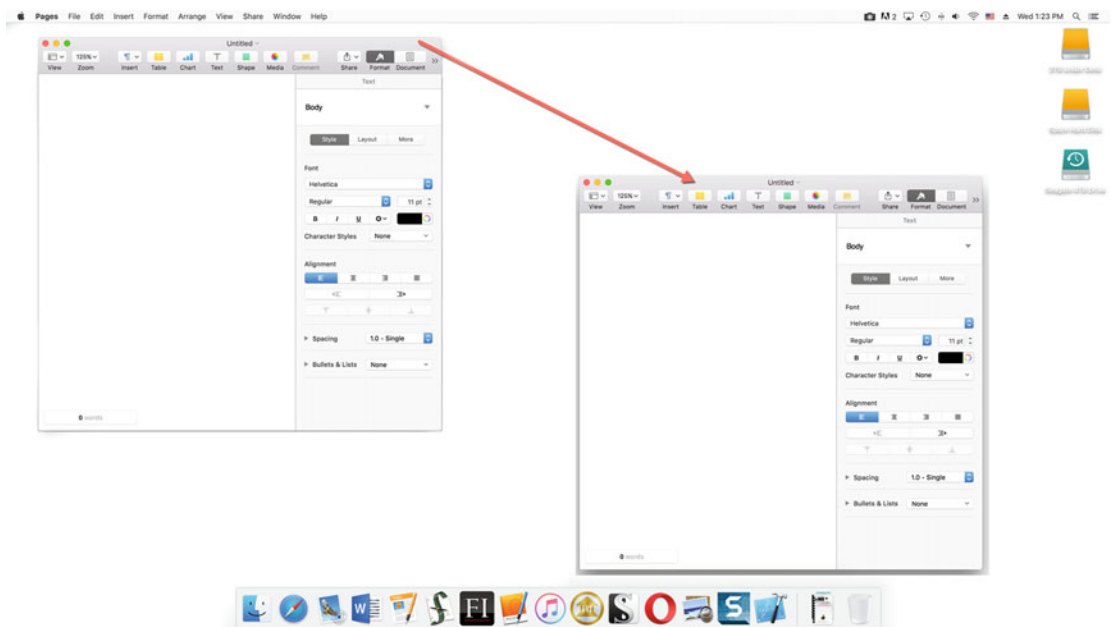 Pages File Edit Insert Format Arrange View Share Window Help
2 Wed 1:23 PM
Untitled
125%
View Zoom Insert Table Chart Text Shape Media Comment Share Format Document
Text
Body
Style Layout More
Font
Helvetica
Regular 11 pt
B I U
Character Styles None
Alignment
Spacing 1.0 - Single
Bullets & Lists None
0 words
Untitled
125%
View Zoom Insert Table Chart Text Shape Media Comment Share Format Document
Text
Body
Style Layout More
Font
Helvetica
Regular 11 pt
B I U
Character Styles None
Alignment
Spacing 1.0 - Single
Bullets & Lists None
0 words
W FI S S